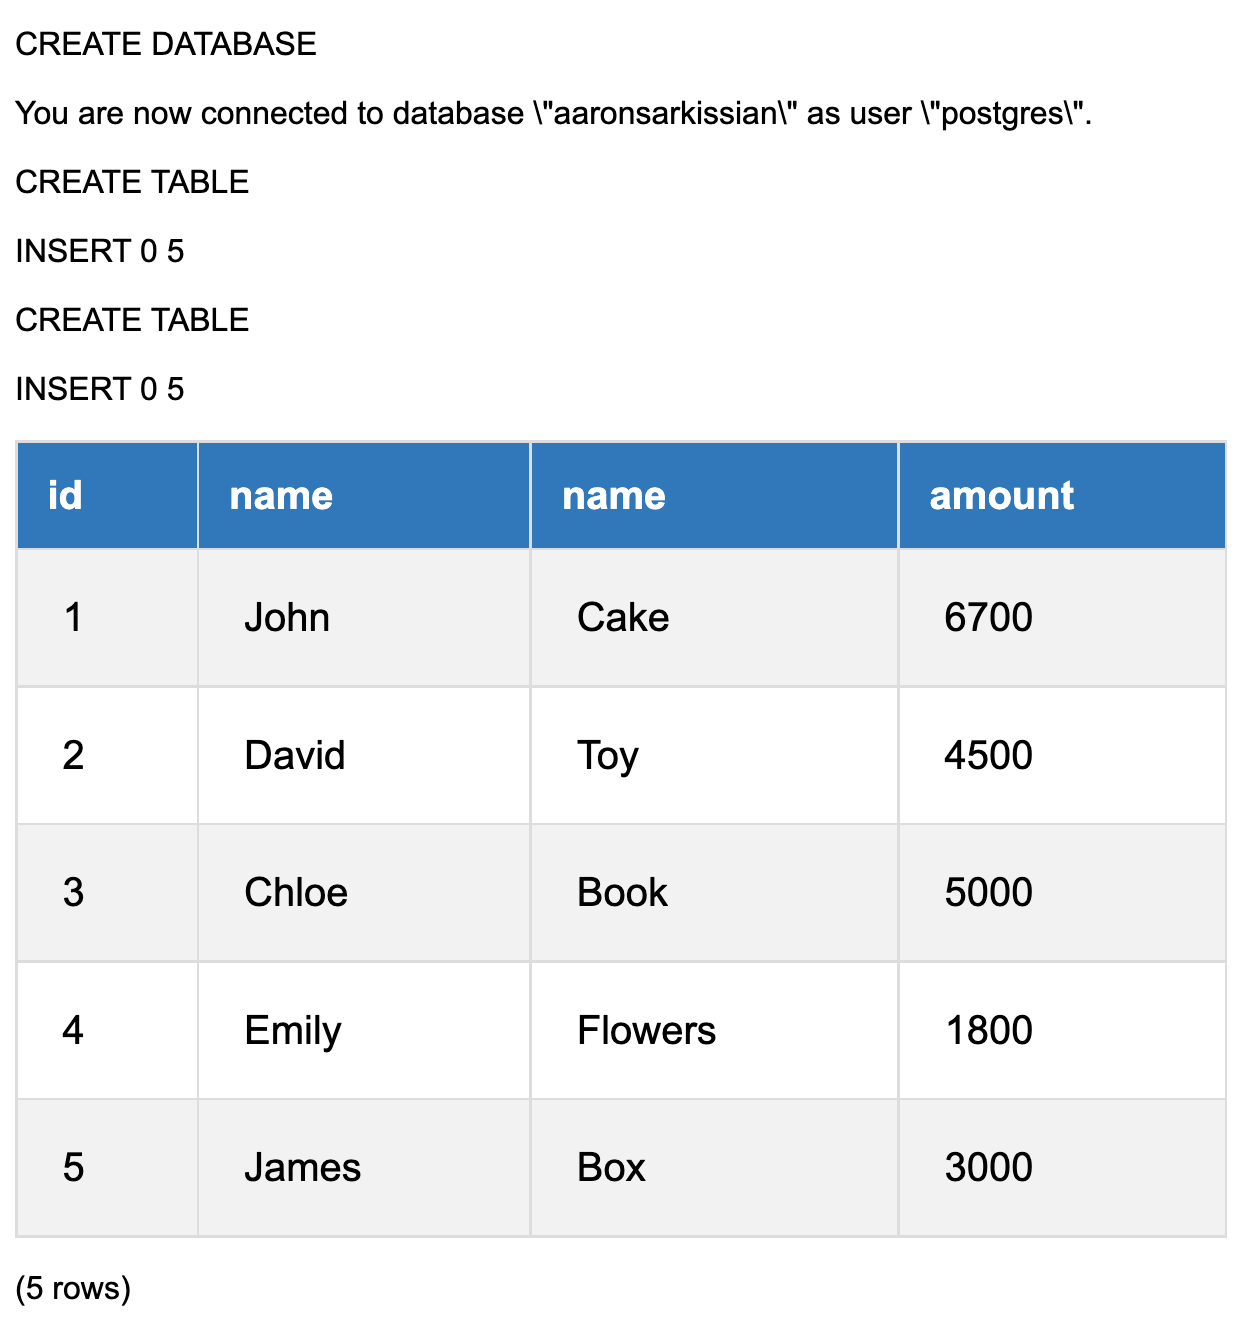 CREATE DATABASE
You are now connected to database \"aaronsarkissian\" as user \"postgres\".
CREATE TABLE
INSERT 0 5
CREATE TABLE
INSERT 0 5
id name name amount
1 John Cake 6700
2 David Toy 4500
3 Chloe Book 5000
4 Emily Flowers 1800
5 James Box 3000
(5 rows)